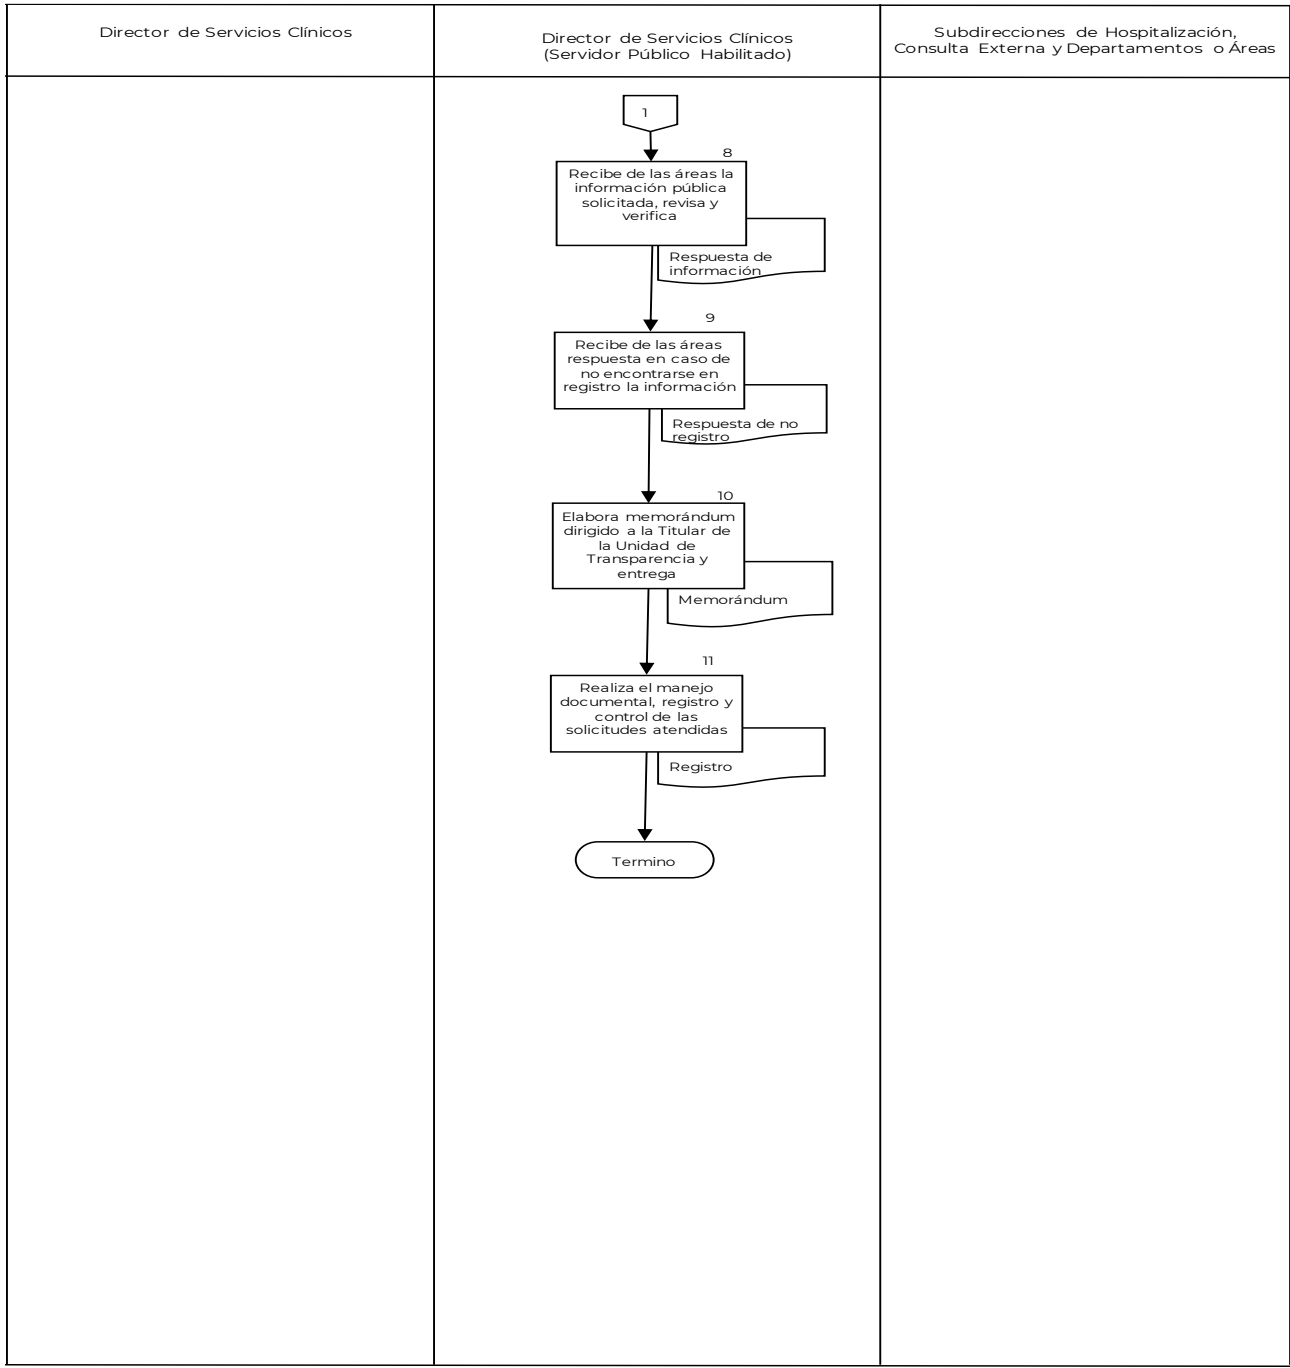 Director de Servicios Clínicos
Director de Servicios Clínicos
(Servidor Público Habilitado)
Subdirecciones de Hospitalización,
Consulta Externa y Departamentos o Áreas
1
8
Recibe de las áreas la
información pública
solicitada, revisa y
verifica
Respuesta de
información
9
Recibe de las áreas
respuesta en caso de
no encontrarse en
registro la información
Respuesta de no
registro
10
Elabora memorándum
dirigido a la Titular de
la Unidad de
Transparencia y
entrega
Memorándum
11
Realiza el manejo
documental, registro y
control de las
solicitudes atendidas
Registro
Termino